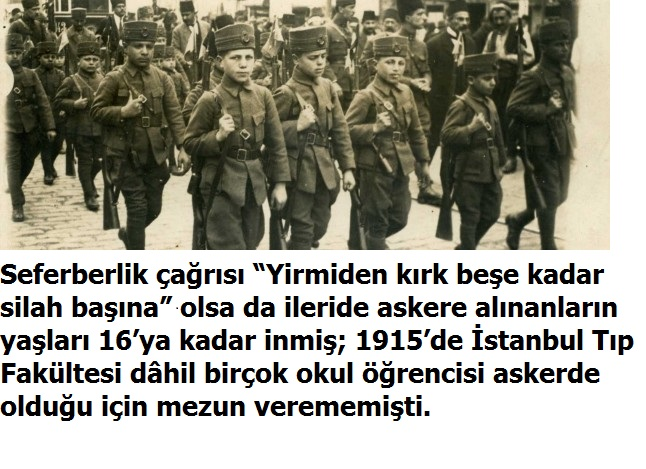 Seferberlik çağrısı “Yirmiden kırk beşe kadar
silah başına” olsa da ileride askere alınanların
yaşları 16’ya kadar inmiş; 1915’de İstanbul Tıp
Fakültesi dâhil birçok okul öğrencisi askerde
olduğu için mezun verememişti.